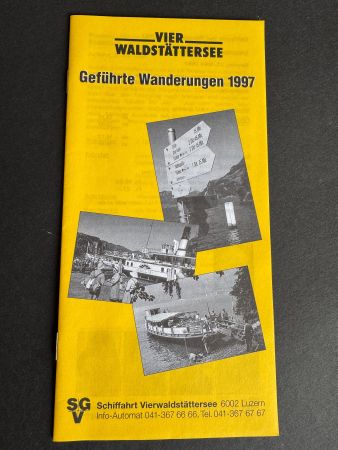 VIER
WALDSTÄTTERSEE
Geführte Wanderungen 1997
SG
V
Schiffahrt Vierwaldstättersee 6002 Luzern
Info-Automat 041-367 66 66, Tel. 041-367 67 67